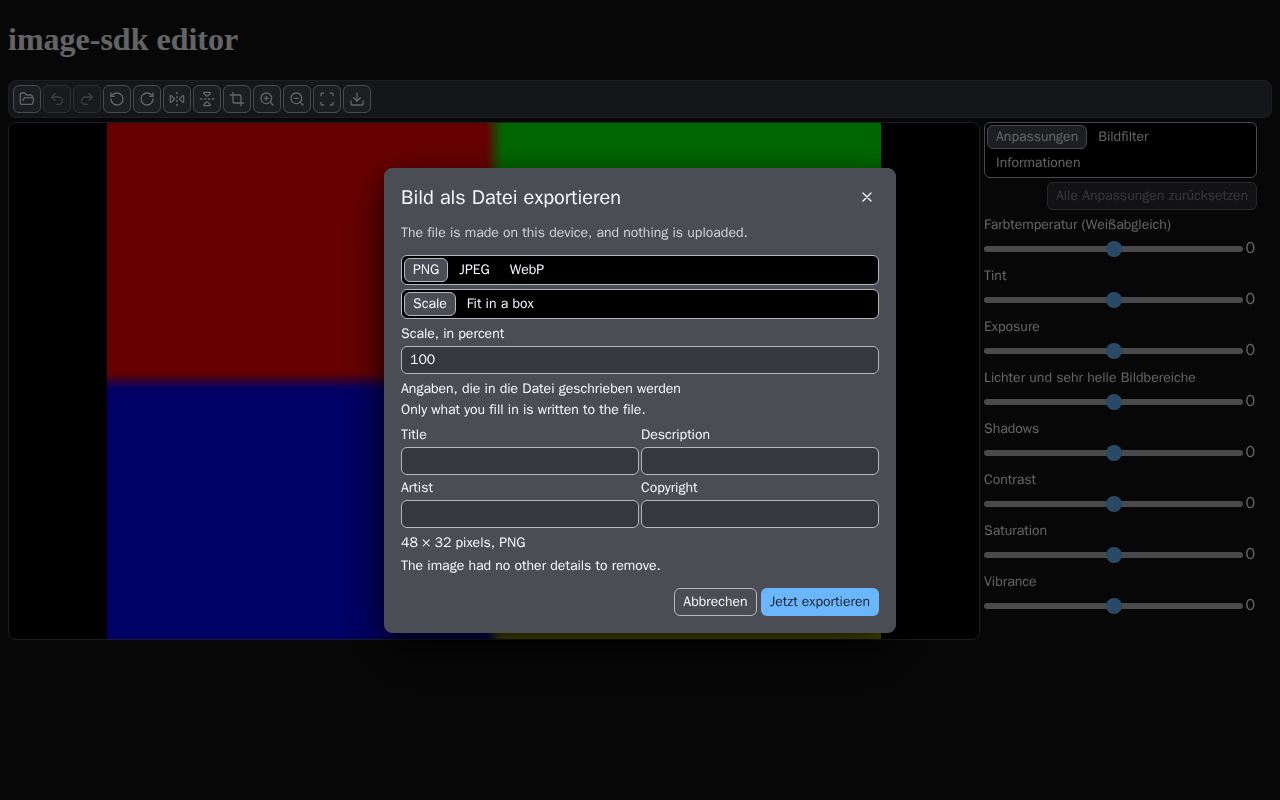 image-sdk editor
Anpassungen Bildfilter
Informationen
Alle Anpassungen zurücksetzen
Farbtemperatur (Weißabgleich)
0
Tint
0
Exposure
0
Lichter und sehr helle Bildbereiche
0
Shadows
0
Contrast
0
Saturation
0
Vibrance
0
Bild als Datei exportieren
The file is made on this device, and nothing is uploaded.
PNG JPEG WebP
Scale Fit in a box
Scale, in percent
100
Angaben, die in die Datei geschrieben werden
Only what you fill in is written to the file.
Title Description
Artist Copyright
48 × 32 pixels, PNG
The image had no other details to remove.
Abbrechen Jetzt exportieren